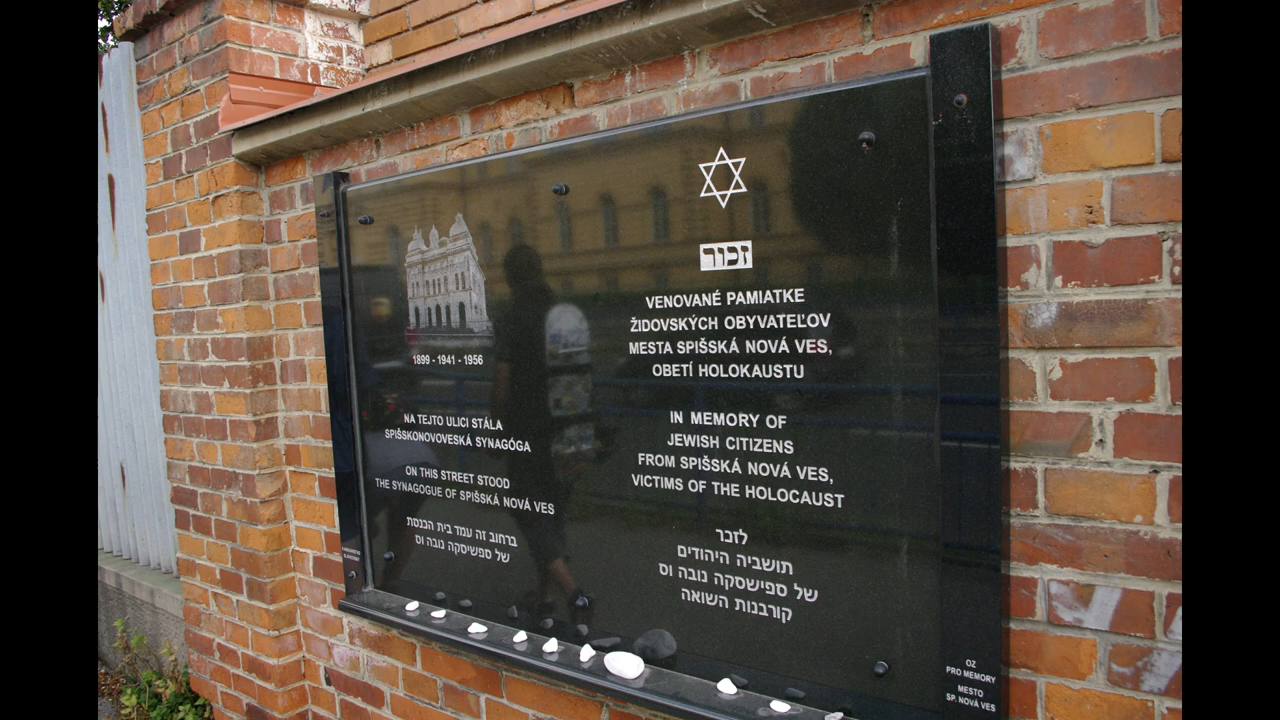 1899 - 1941 - 1956
NA TEJTO ULICI STÁLA
SPIŠSKONOVOVESKÁ SYNAGÓGA
ON THIS STREET STOOD
THE SYNAGOGUE OF SPIŠSKÁ NOVÁ VES
ברחוב זה עמד בית הכנסת
של ספשיסקה נובה וס
זכור
VENOVANÉ PAMIATKE
ŽIDOVSKÝCH OBYVATEĽOV
MESTA SPIŠSKÁ NOVÁ VES,
OBETÍ HOLOKAUSTU
IN MEMORY OF
JEWISH CITIZENS
FROM SPIŠSKÁ NOVÁ VES,
VICTIMS OF THE HOLOCAUST
לזכר
תושביה היהודים
של ספישסקה נובה וס
קורבנות השואה
OZ
PRO MEMORY
MESTO
SP. NOVÁ VES